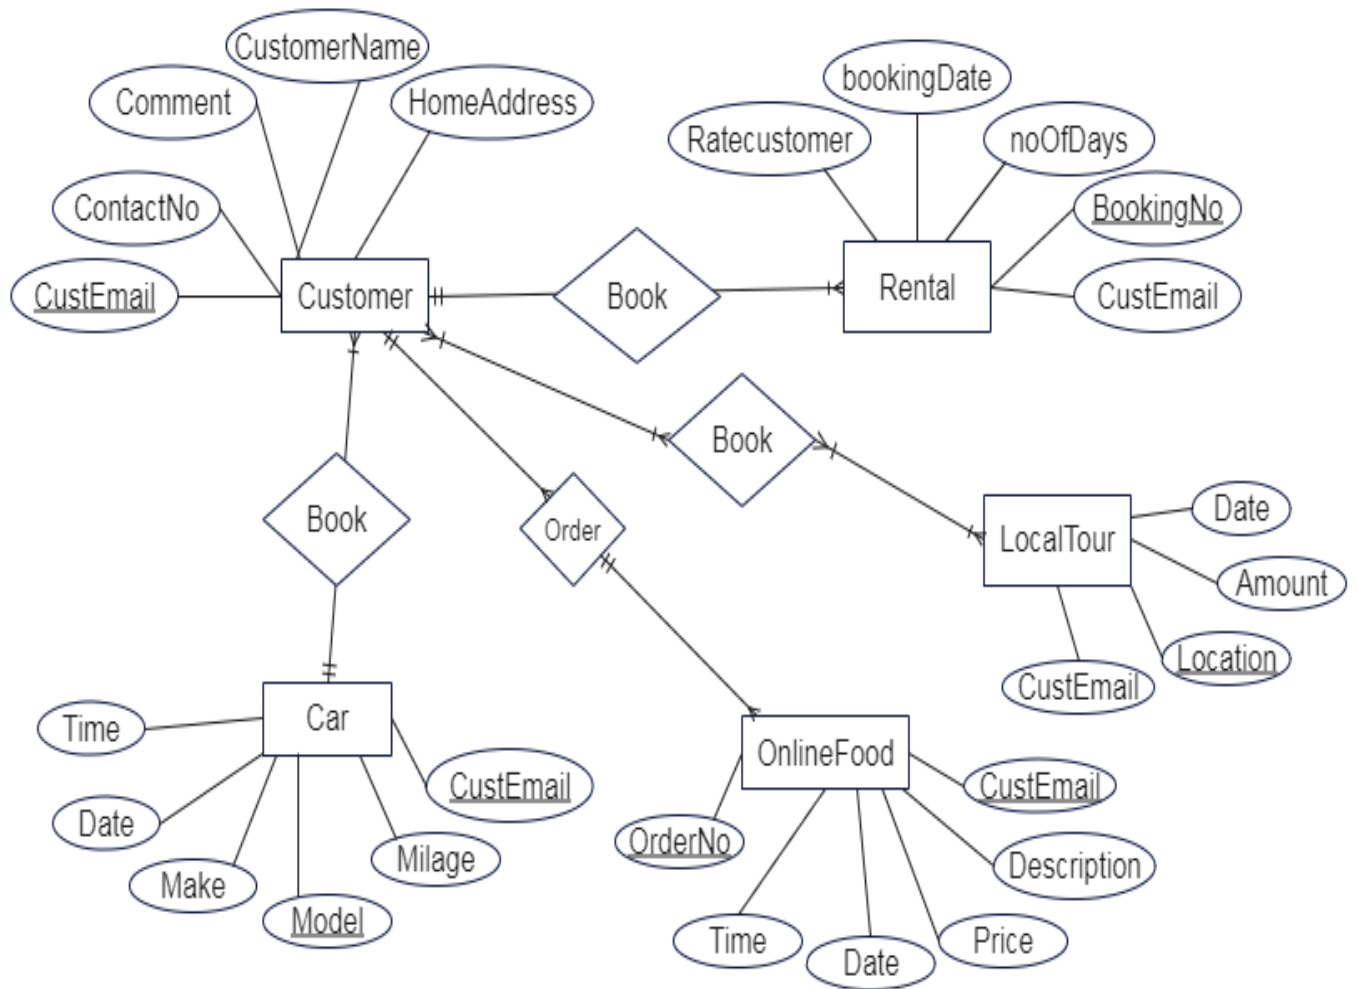 CustomerName
Comment
HomeAddress
ContactNo
CustEmail
Customer
Book
bookingDate
Ratecustomer
noOfDays
BookingNo
CustEmail
Rental
Book
Book
Order
LocalTour
Date
Amount
Location
CustEmail
Car
Time
Date
Make
Model
Milage
CustEmail
OnlineFood
OrderNo
Time
Date
Price
Description
CustEmail